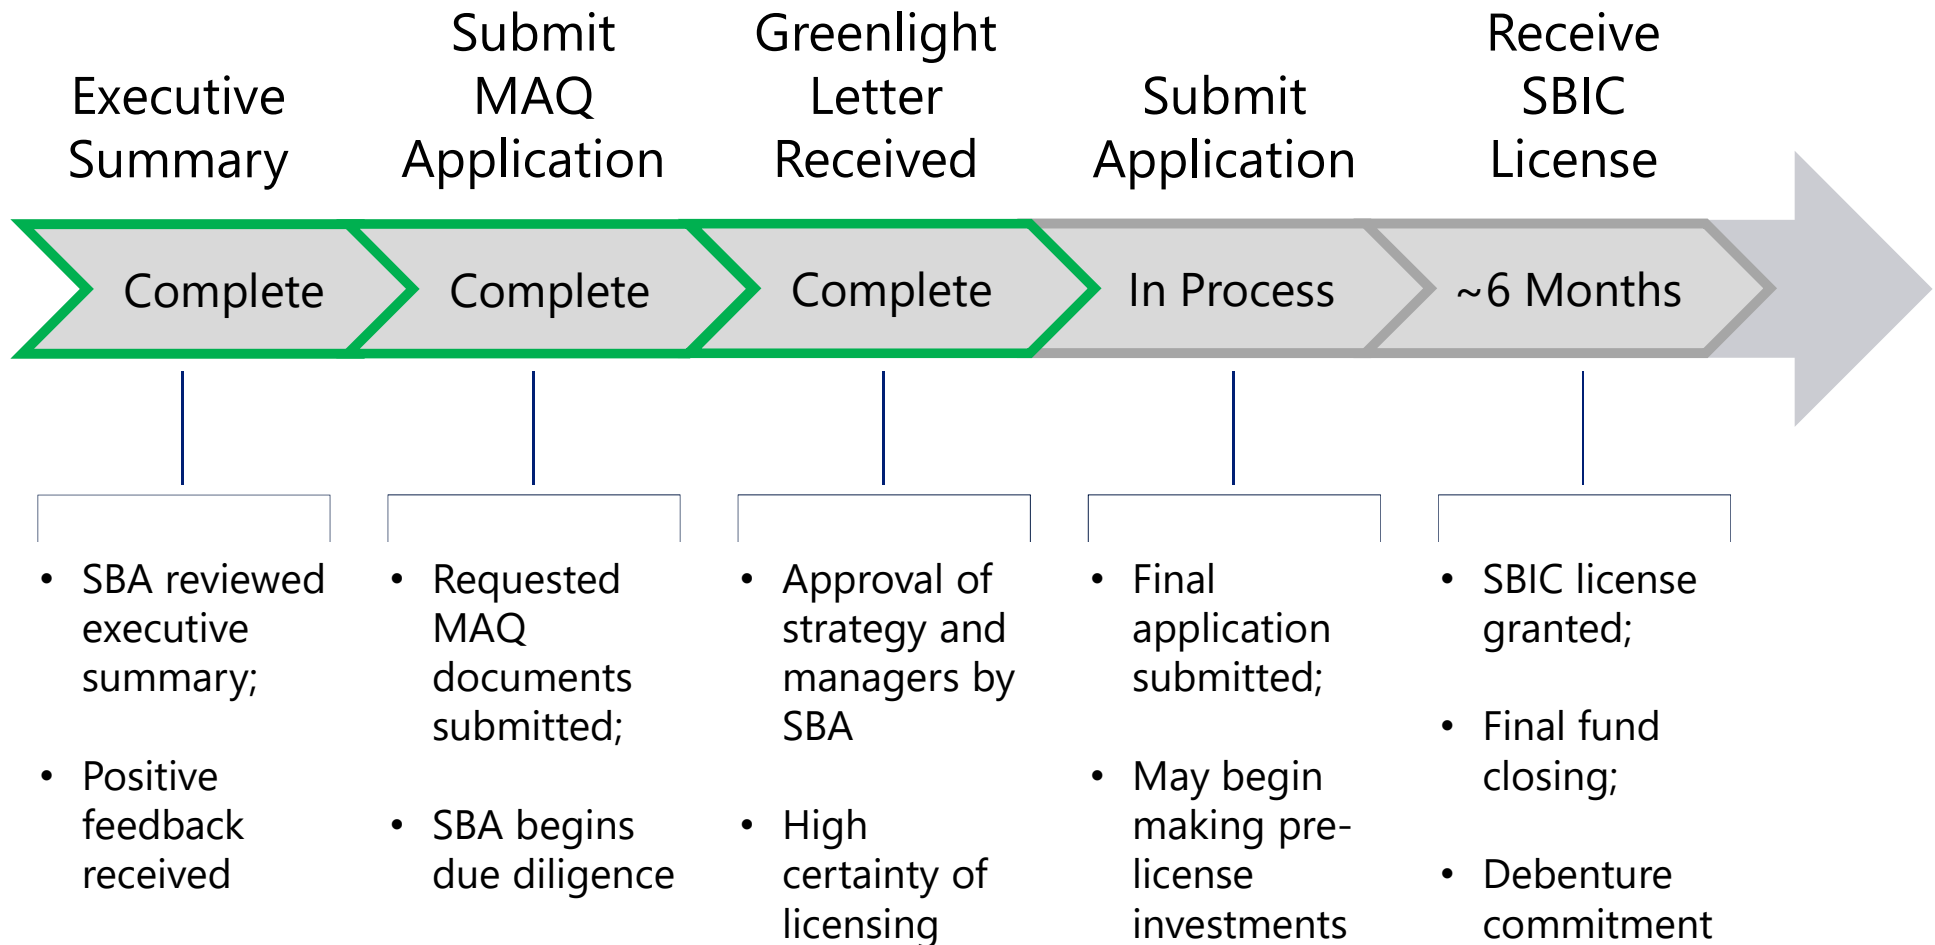 Executive
Summary
Submit
MAQ
Application
Greenlight
Letter
Received
Submit
Application
Receive
SBIC
License
Complete
Complete
Complete
In Process
~6 Months
• SBA reviewed
executive
summary;
• Positive
feedback
received
• Requested
MAQ
documents
submitted;
• SBA begins
due diligence
• Approval of
strategy and
managers by
SBA
• High
certainty of
licensing
• Final
application
submitted;
• May begin
making pre-
license
investments
• SBIC license
granted;
• Final fund
closing;
• Debenture
commitment